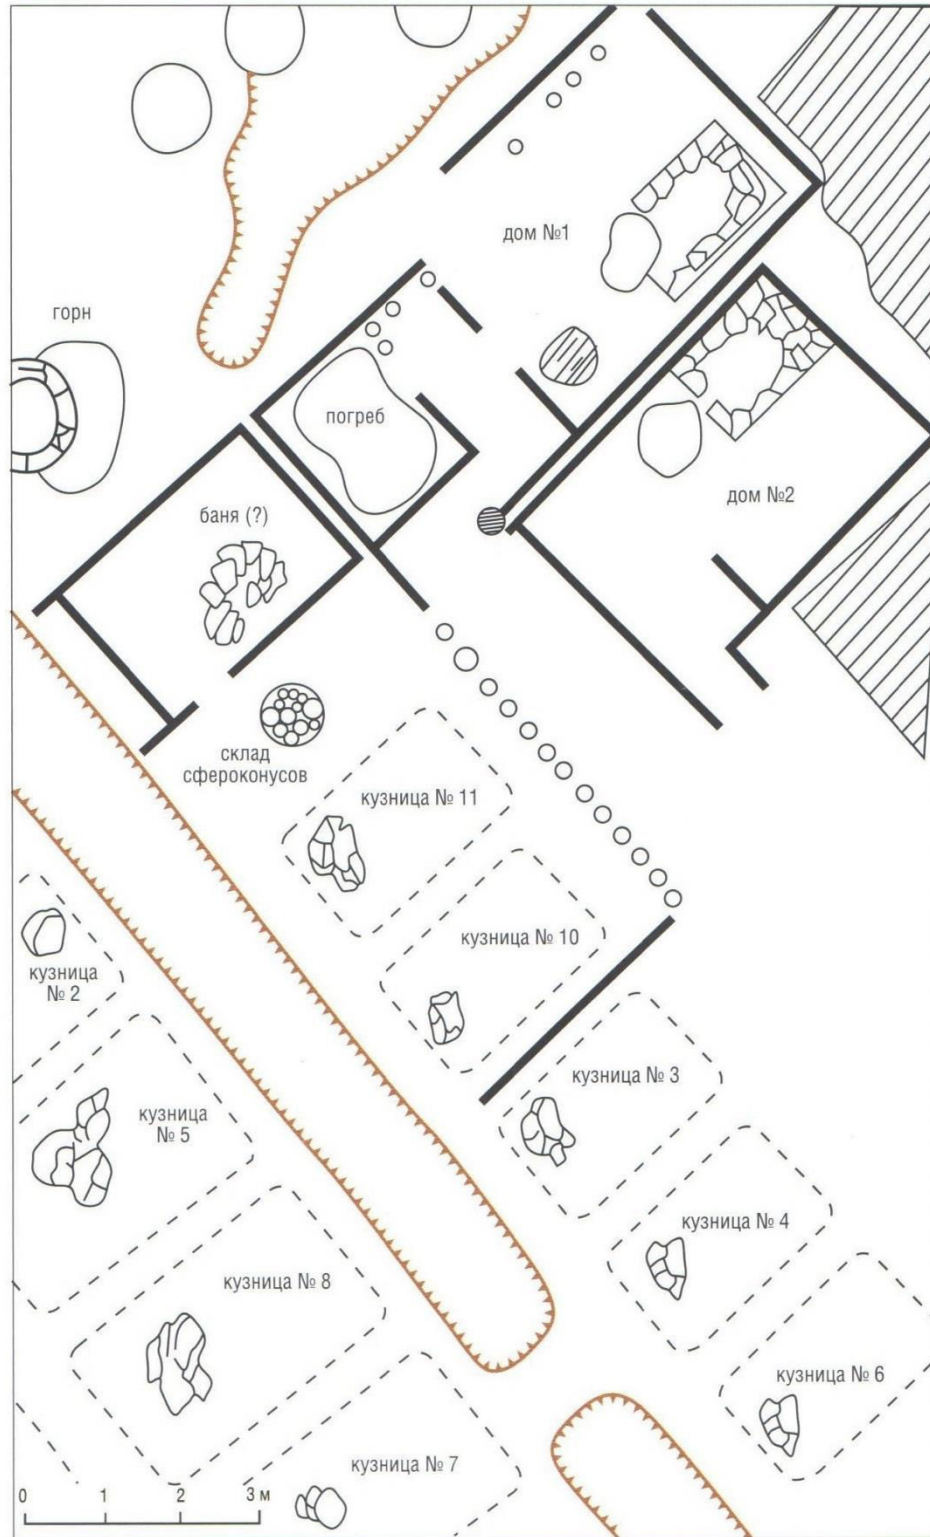 дом №1
горн
погреб
дом №2
баня (?)
склад
сфероконусов
кузница № 11
кузница № 10
кузница
№ 2
кузница № 3
кузница
№ 5
кузница № 4
кузница № 8
кузница № 6
кузница № 7
0 1 2 3 м